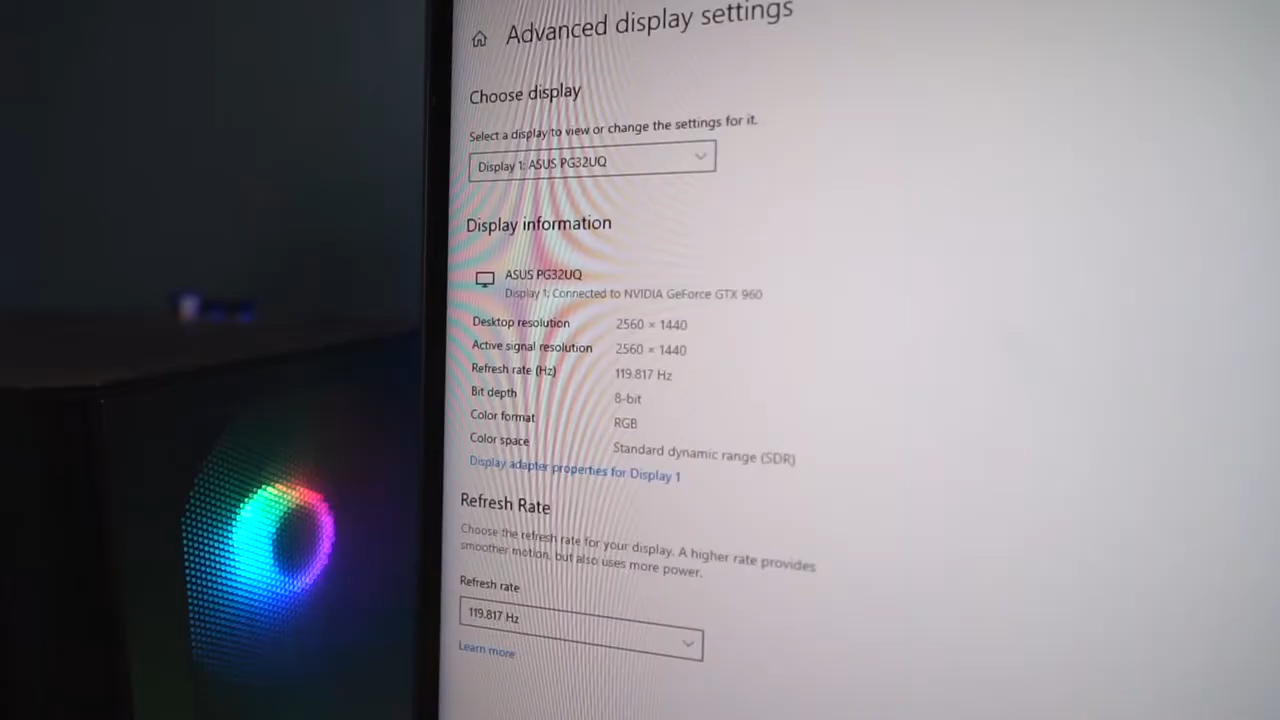 Advanced display settings
Choose display
Select a display to view or change the settings for it.
Display 1: ASUS PG32UQ
Display information
ASUS PG32UQ
Display 1: Connected to NVIDIA GeForce GTX 960
Desktop resolution 2560 × 1440
Active signal resolution 2560 × 1440
Refresh rate (Hz) 119.817 Hz
Bit depth 8-bit
Color format RGB
Color space Standard dynamic range (SDR)
Display adapter properties for Display 1
Refresh Rate
Choose the refresh rate for your display. A higher rate provides
smoother motion, but also uses more power.
Refresh rate
119.817 Hz
Learn more